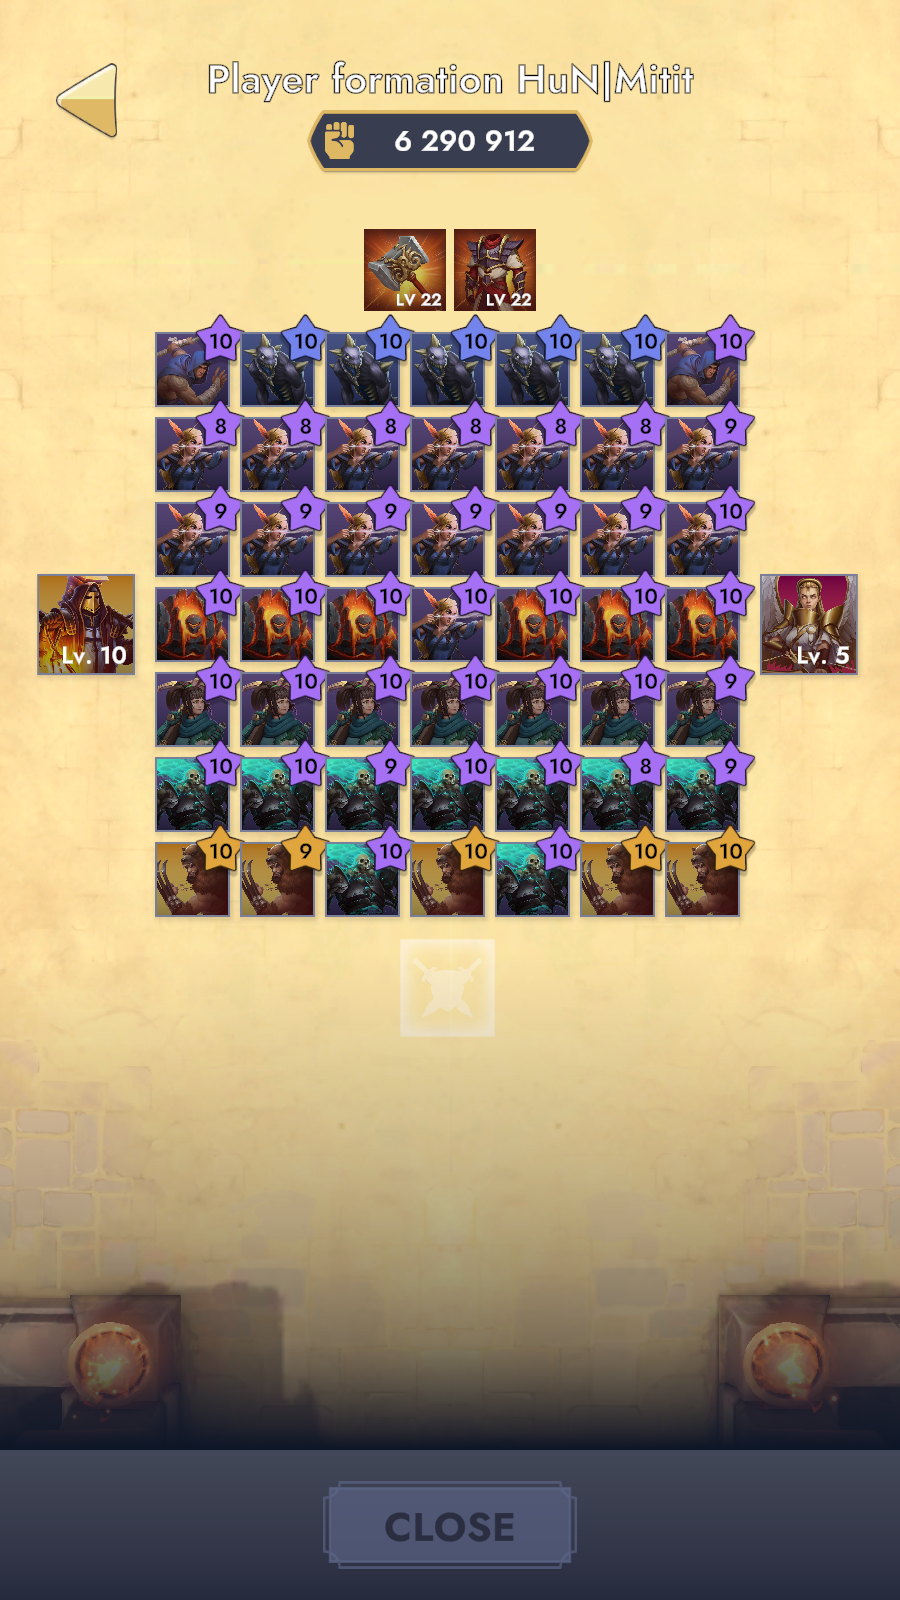 Player formation HuN|Mitit
6 290 912
LV 22 LV 22
10 10 10 10 10 10 10
8 8 8 8 8 8 9
9 9 9 9 9 9 10
10 10 10 10 10 10 10
Lv. 10 Lv. 5
10 10 10 10 10 10 9
10 10 9 10 10 8 9
10 9 10 10 10 10 10
CLOSE